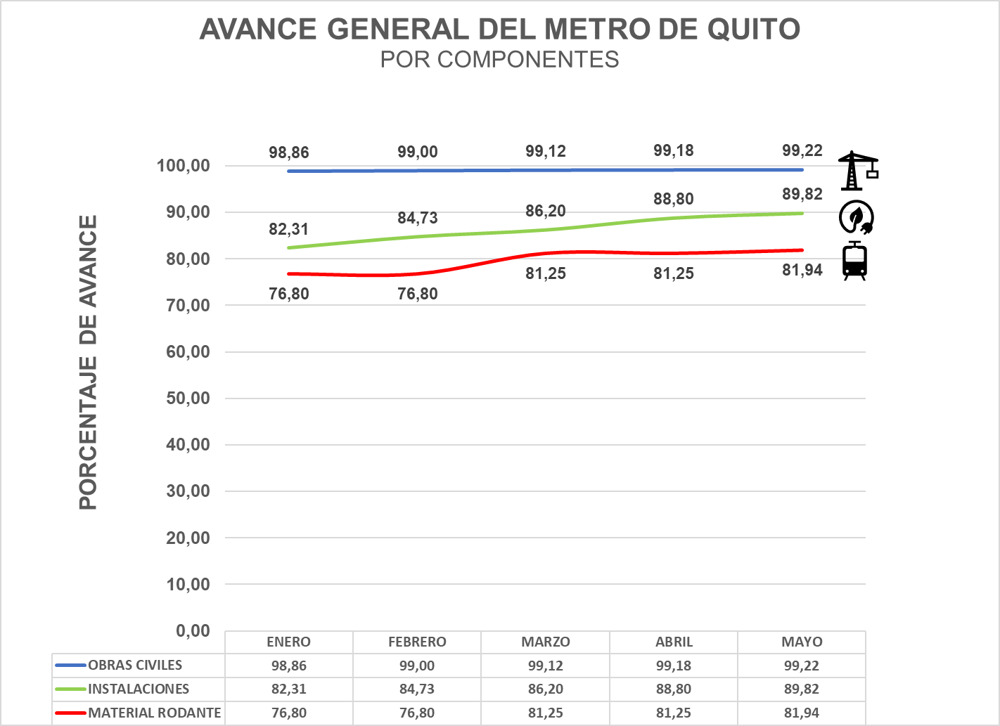 AVANCE GENERAL DEL METRO DE QUITO
POR COMPONENTES
PORCENTAJE DE AVANCE
98,86 99,00 99,12 99,18 99,22
100,00
82,31 84,73 86,20 88,80 89,82
90,00
80,00
76,80 76,80 81,25 81,25 81,94
70,00
60,00
50,00
40,00
30,00
20,00
10,00
0,00
ENERO FEBRERO MARZO ABRIL MAYO
OBRAS CIVILES 98,86 99,00 99,12 99,18 99,22
INSTALACIONES 82,31 84,73 86,20 88,80 89,82
MATERIAL RODANTE 76,80 76,80 81,25 81,25 81,94